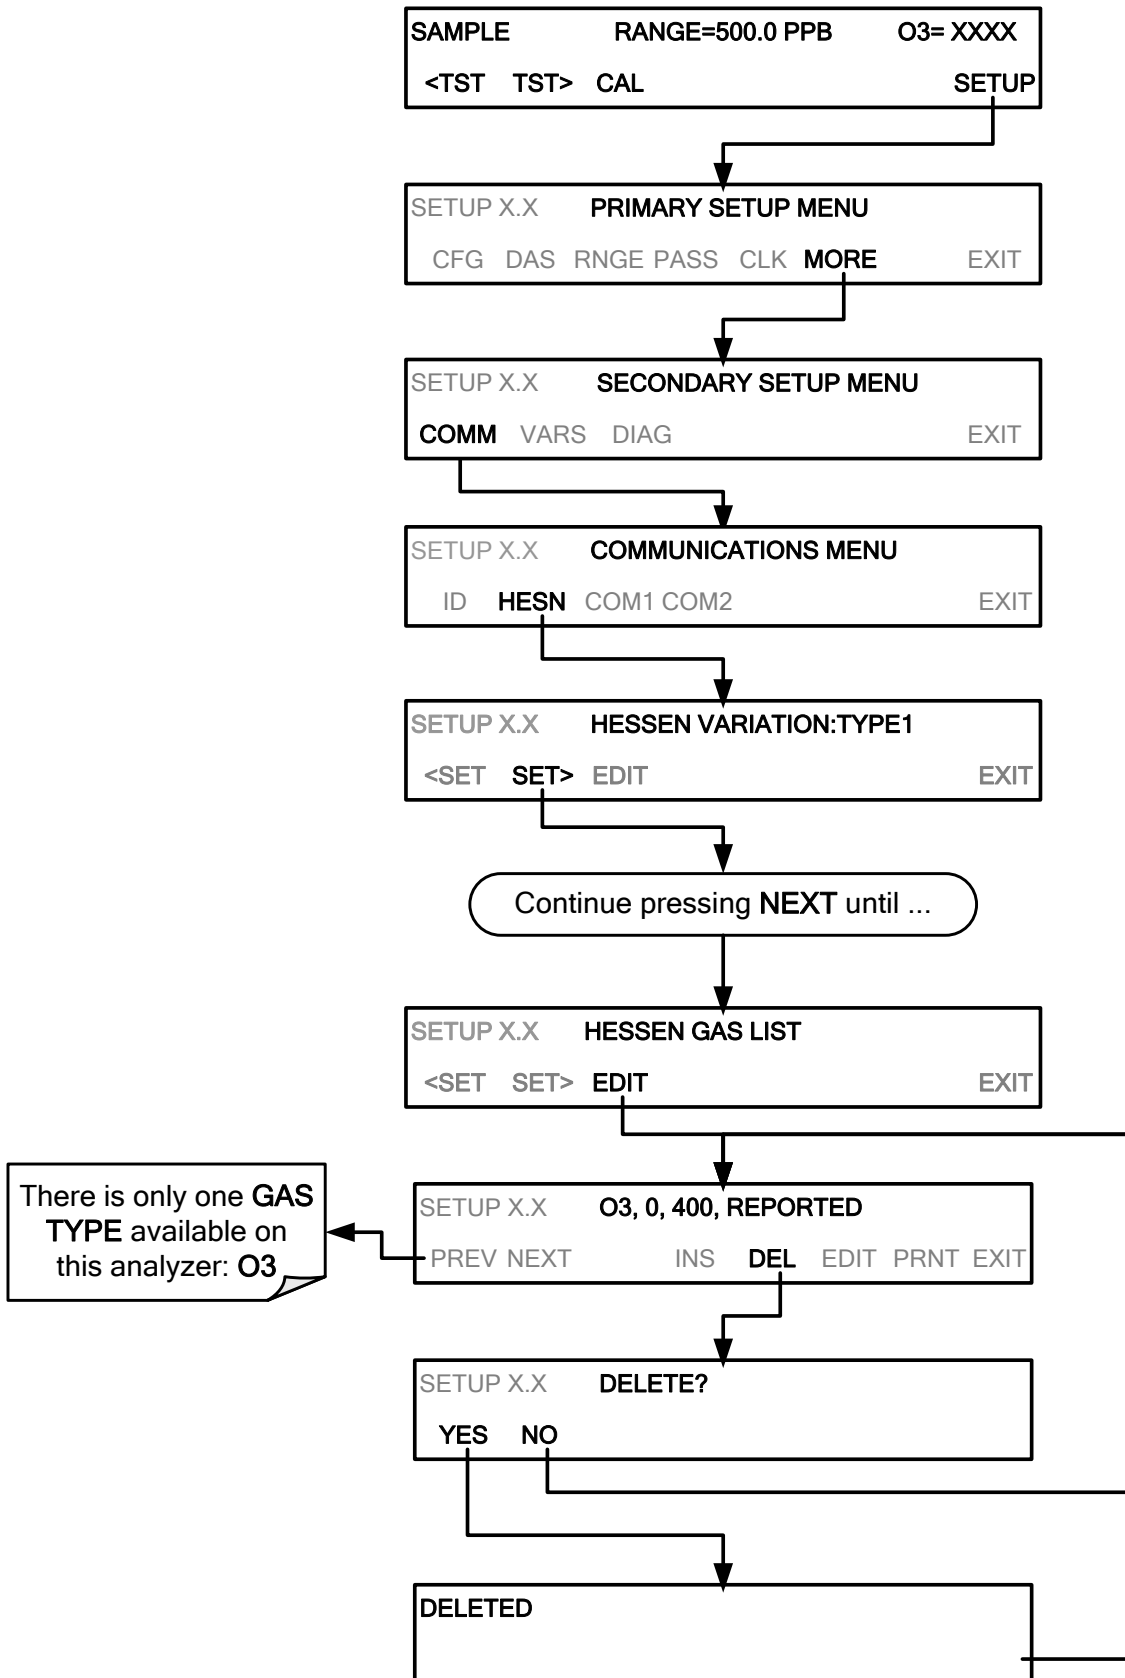 SAMPLE RANGE=500.0 PPB O3= XXXX
<TST TST> CAL SETUP
SETUP X.X PRIMARY SETUP MENU
CFG DAS RNGE PASS CLK MORE EXIT
SETUP X.X SECONDARY SETUP MENU
COMM VARS DIAG EXIT
SETUP X.X COMMUNICATIONS MENU
ID HESN COM1 COM2 EXIT
SETUP X.X HESSEN VARIATION:TYPE1
<SET SET> EDIT EXIT
Continue pressing NEXT until ...
SETUP X.X HESSEN GAS LIST
<SET SET> EDIT EXIT
There is only one GAS
TYPE available on
this analyzer: O3
SETUP X.X O3, 0, 400, REPORTED
PREV NEXT INS DEL EDIT PRNT EXIT
SETUP X.X DELETE?
YES NO
DELETED